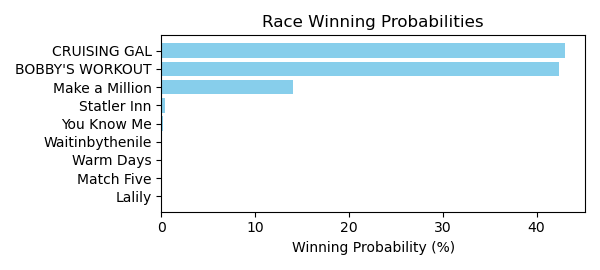 Race Winning Probabilities
CRUISING GAL
BOBBY'S WORKOUT
Make a Million
Statler Inn
You Know Me
Waitinbythenile
Warm Days
Match Five
Lalily
0 10 20 30 40
Winning Probability (%)